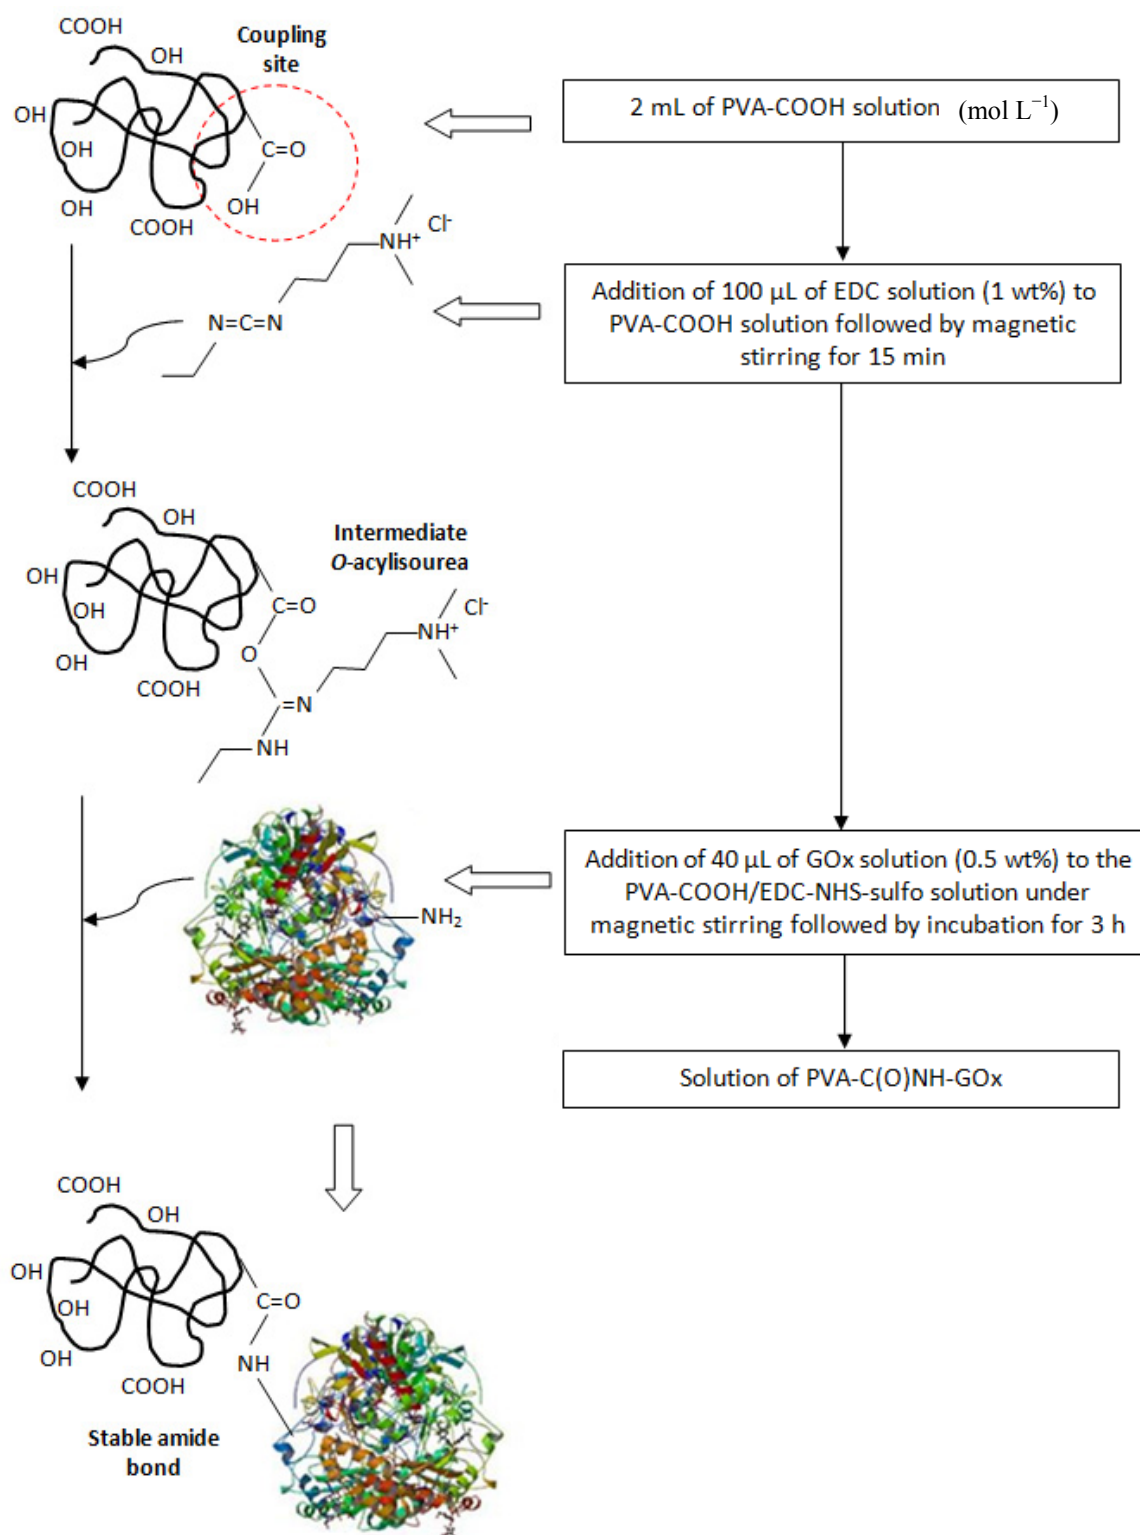 COOH
OH
Coupling
site
OH
OH
OH
COOH
C=O
OH
2 mL of PVA-COOH solution (mol L⁻¹)
N=C=N
NH⁺
Cl⁻
Addition of 100 µL of EDC solution (1 wt%) to
PVA-COOH solution followed by magnetic
stirring for 15 min
COOH
OH
Intermediate
O-acylisourea
OH
OH
OH
COOH
C=O
O
=N
NH
NH⁺
Cl⁻
NH₂
Addition of 40 µL of GOx solution (0.5 wt%) to the
PVA-COOH/EDC-NHS-sulfo solution under
magnetic stirring followed by incubation for 3 h
Solution of PVA-C(O)NH-GOx
COOH
OH
OH
OH
OH
COOH
C=O
NH
Stable amide
bond